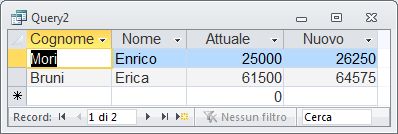 Query2
Cognome Nome Attuale Nuovo
Mori Enrico 25000 26250
Bruni Erica 61500 64575
* 0
Record: 1 di 2 Nessun filtro Cerca